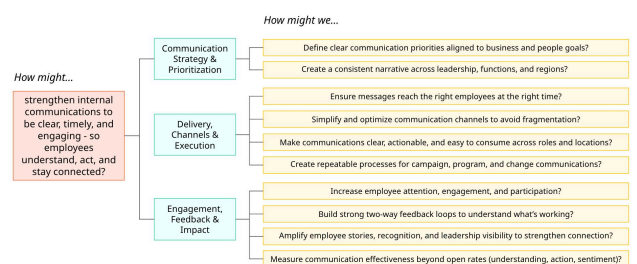 How might we...
How might...
strengthen internal
communications to
be clear, timely, and
engaging - so
employees
understand, act, and
stay connected?
Communication
Strategy &
Prioritization
Define clear communication priorities aligned to business and people goals?
Create a consistent narrative across leadership, functions, and regions?
Delivery,
Channels &
Execution
Ensure messages reach the right employees at the right time?
Simplify and optimize communication channels to avoid fragmentation?
Make communications clear, actionable, and easy to consume across roles and locations?
Create repeatable processes for campaign, program, and change communications?
Engagement,
Feedback &
Impact
Increase employee attention, engagement, and participation?
Build strong two-way feedback loops to understand what's working?
Amplify employee stories, recognition, and leadership visibility to strengthen connection?
Measure communication effectiveness beyond open rates (understanding, action, sentiment)?